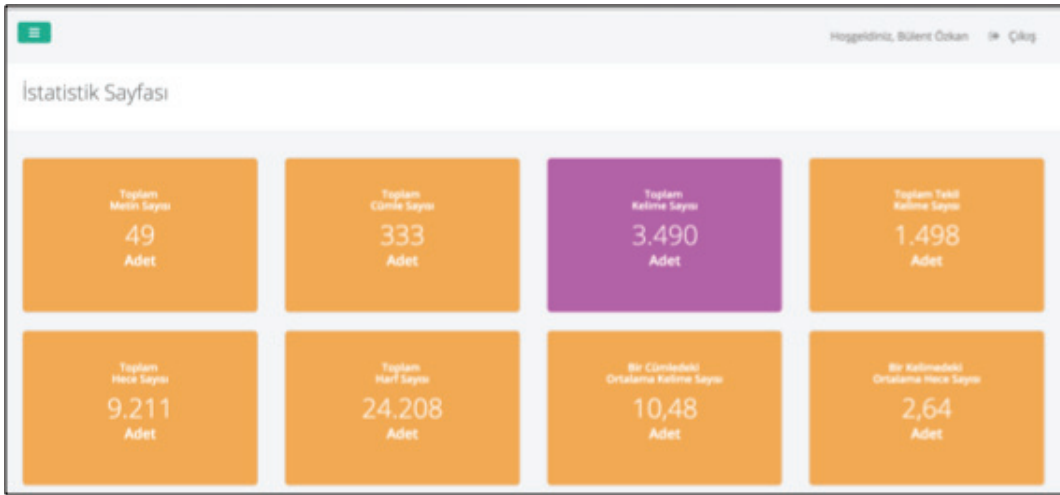 Hoşgeldiniz, Bülent Özkan Çıkış
İstatistik Sayfası
Toplam
Metin Sayısı
49
Adet
Toplam
Cümle Sayısı
333
Adet
Toplam
Kelime Sayısı
3.490
Adet
Toplam Tekil
Kelime Sayısı
1.498
Adet
Toplam
Hece Sayısı
9.211
Adet
Toplam
Harf Sayısı
24.208
Adet
Bir Cümledeki
Ortalama Kelime Sayısı
10,48
Adet
Bir Kelimedeki
Ortalama Hece Sayısı
2,64
Adet